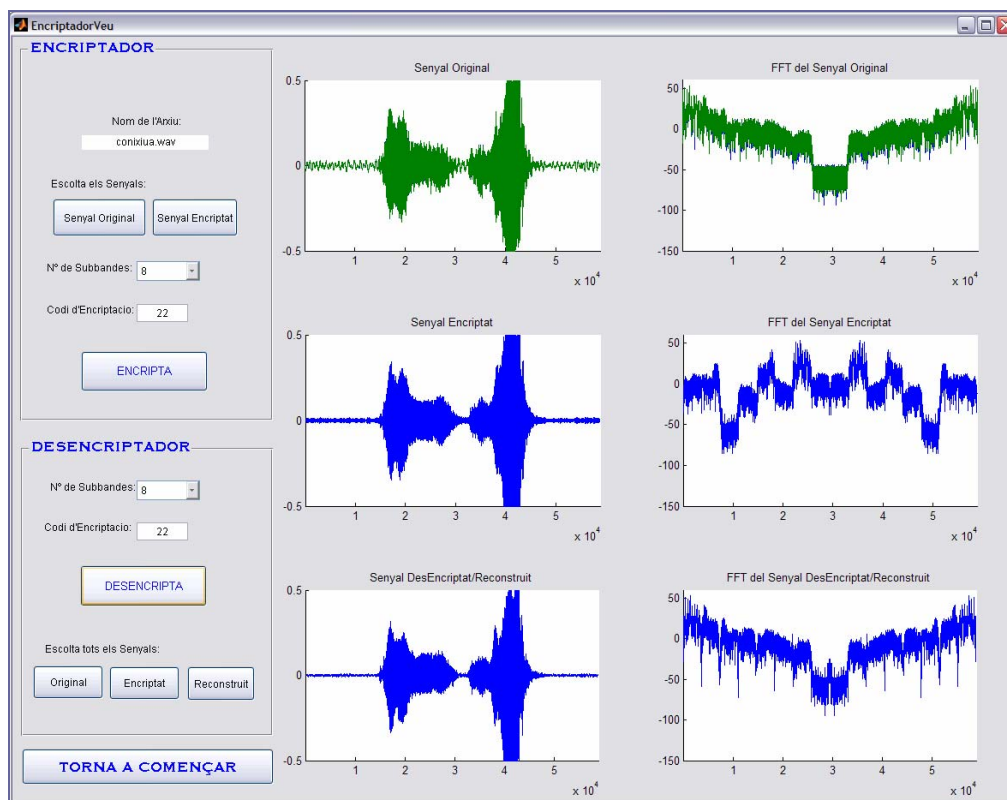 EncriptadorVeu
ENCRIPTADOR
Nom de l'Arxiu:
conixiua.wav
Escolta els Senyals:
Senyal Original Senyal Encriptat
Nº de Subbandes: 8
Codi d'Encriptacio: 22
ENCRIPTA
DESENCRIPTADOR
Nº de Subbandes: 8
Codi d'Encriptacio: 22
DESENCRIPTA
Escolta tots els Senyals:
Original Encriptat Reconstruit
TORNA A COMENÇAR
Senyal Original
0.5
0
-0.5
1 2 3 4 5
x 10^4
FFT del Senyal Original
50
0
-50
-100
-150
1 2 3 4 5
x 10^4
Senyal Encriptat
0.5
0
-0.5
1 2 3 4 5
x 10^4
FFT del Senyal Encriptat
50
0
-50
-100
-150
1 2 3 4 5
x 10^4
Senyal DesEncriptat/Reconstruit
0.5
0
-0.5
1 2 3 4 5
x 10^4
FFT del Senyal DesEncriptat/Reconstruit
50
0
-50
-100
-150
1 2 3 4 5
x 10^4